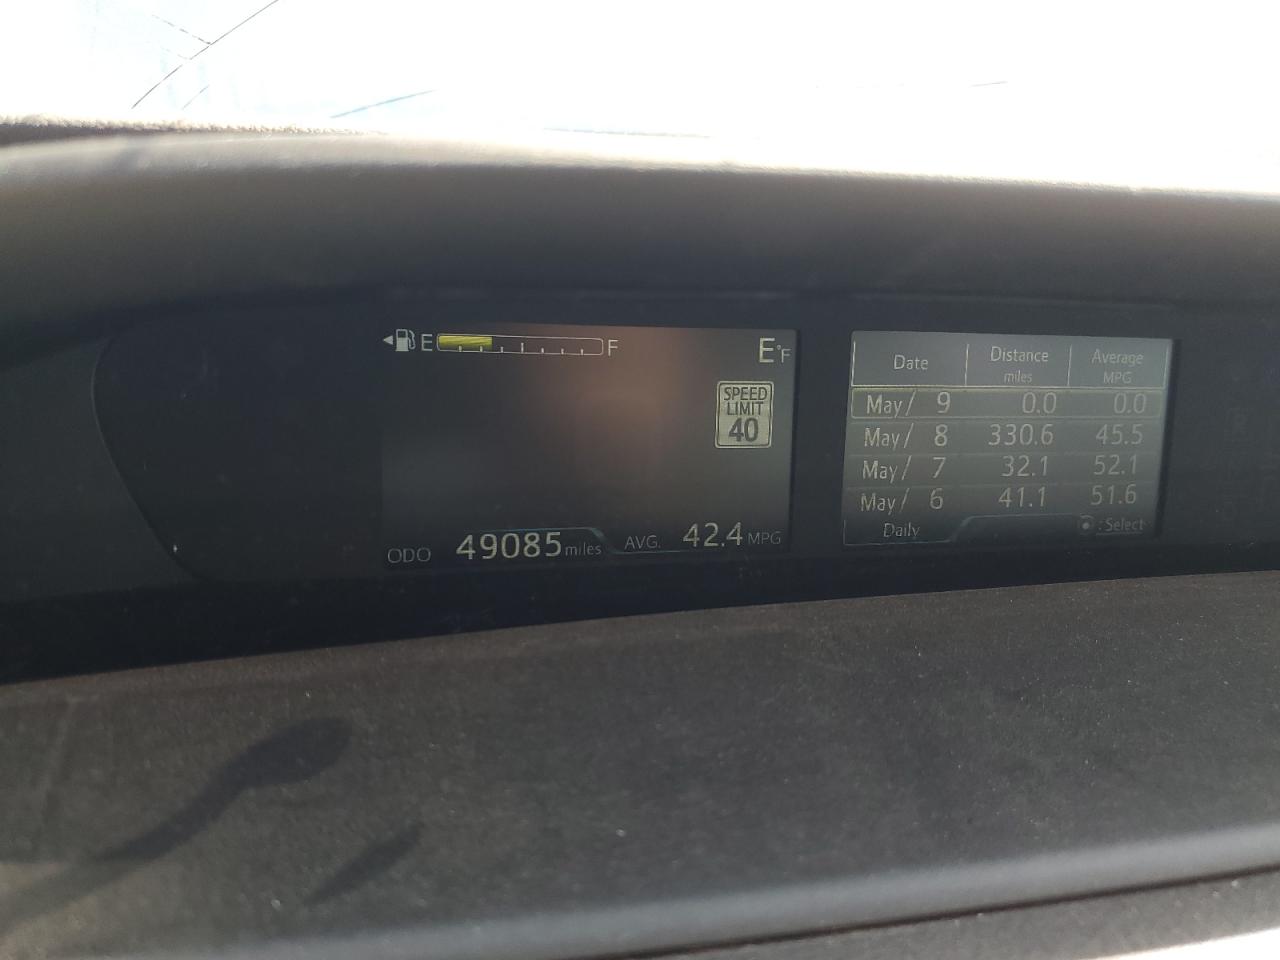 E F E°F
SPEED
LIMIT
40
ODO 49085 miles AVG. 42.4 MPG
Date Distance miles Average MPG
May/ 9 0.0 0.0
May/ 8 330.6 45.5
May/ 7 32.1 52.1
May/ 6 41.1 51.6
Daily : Select